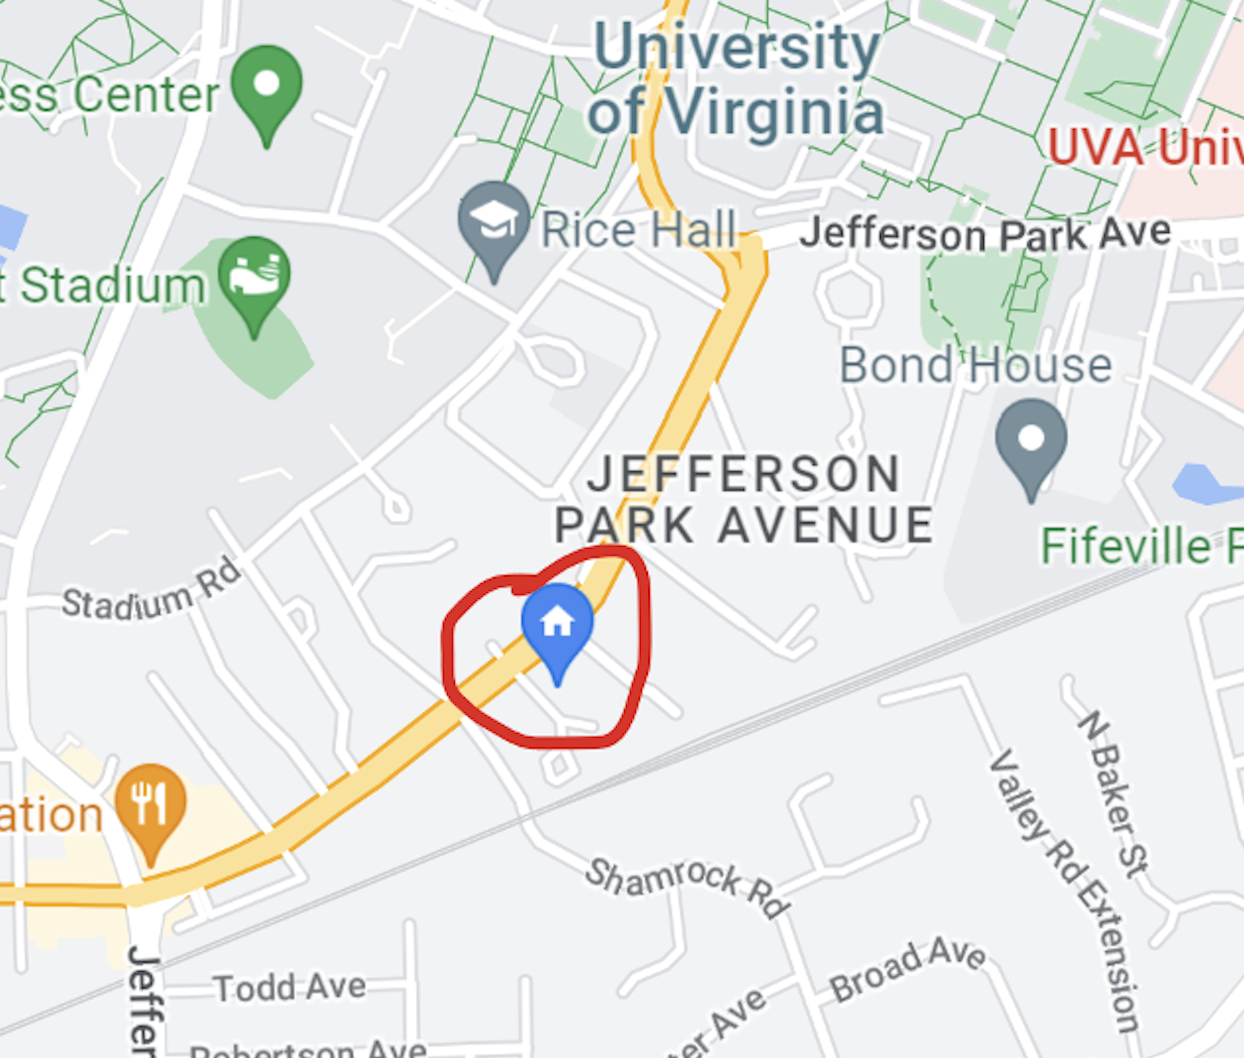 University
of Virginia
ess Center
UVA Univ
Rice Hall
Jefferson Park Ave
t Stadium
Bond House
JEFFERSON
PARK AVENUE
Fifeville P
Stadium Rd
N Baker St
Valley Rd Extension
ation
Shamrock Rd
Broad Ave
Jeffer
Todd Ave
er Ave
Robertson Ave